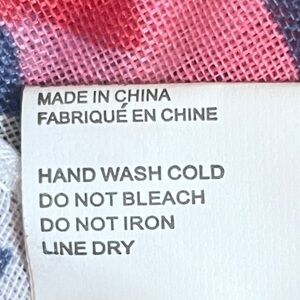 MADE IN CHINA
FABRIQUÉ EN CHINE
HAND WASH COLD
DO NOT BLEACH
DO NOT IRON
LINE DRY